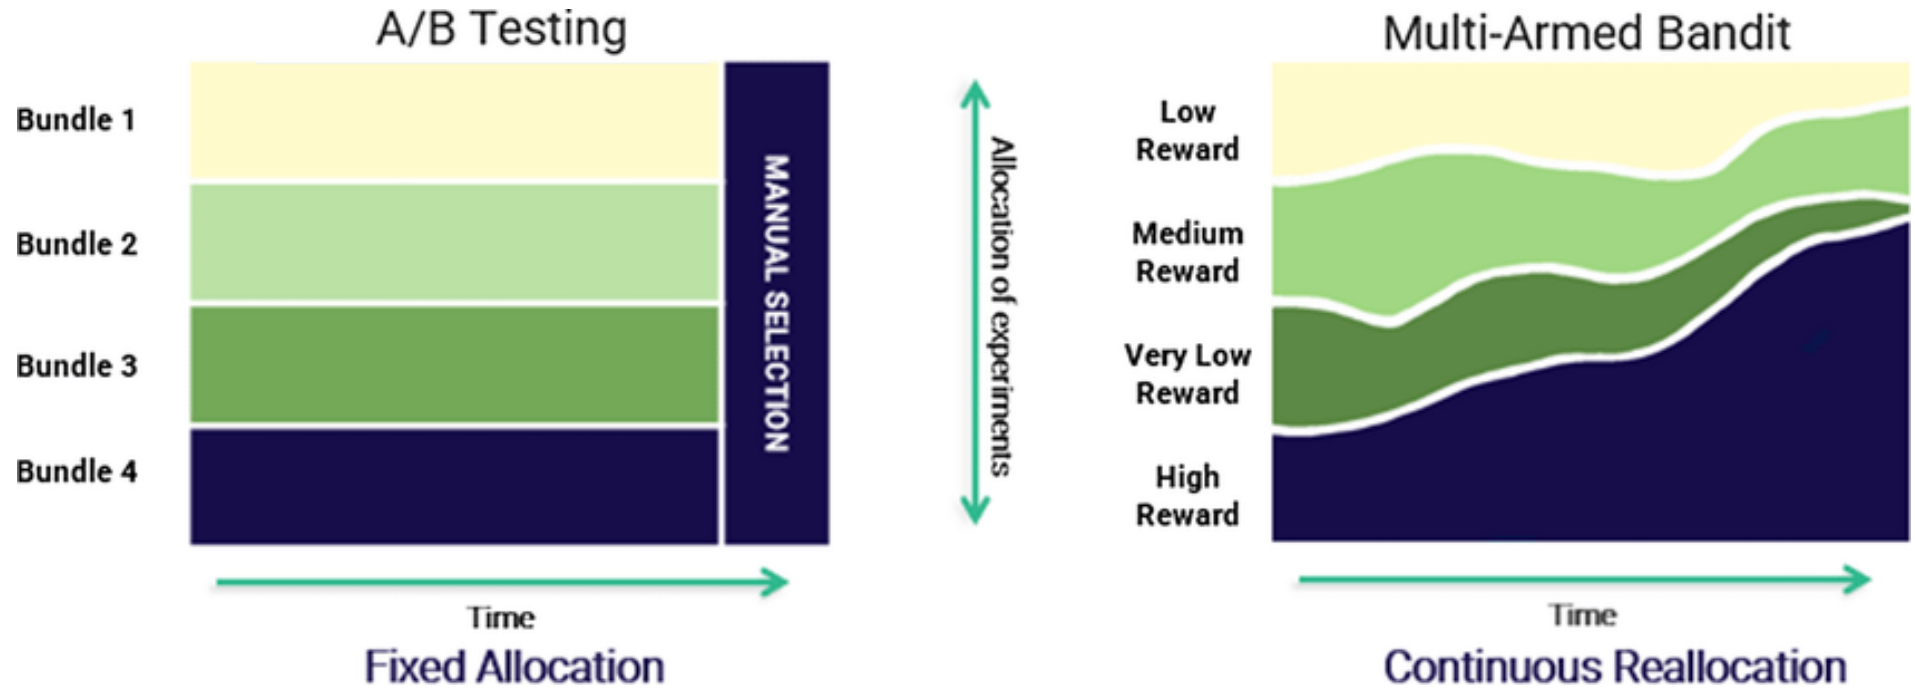 A/B Testing
Bundle 1
Bundle 2
Bundle 3
Bundle 4
MANUAL SELECTION
Time
Fixed Allocation
Allocation of experiments
Multi-Armed Bandit
Low
Reward
Medium
Reward
Very Low
Reward
High
Reward
Time
Continuous Reallocation